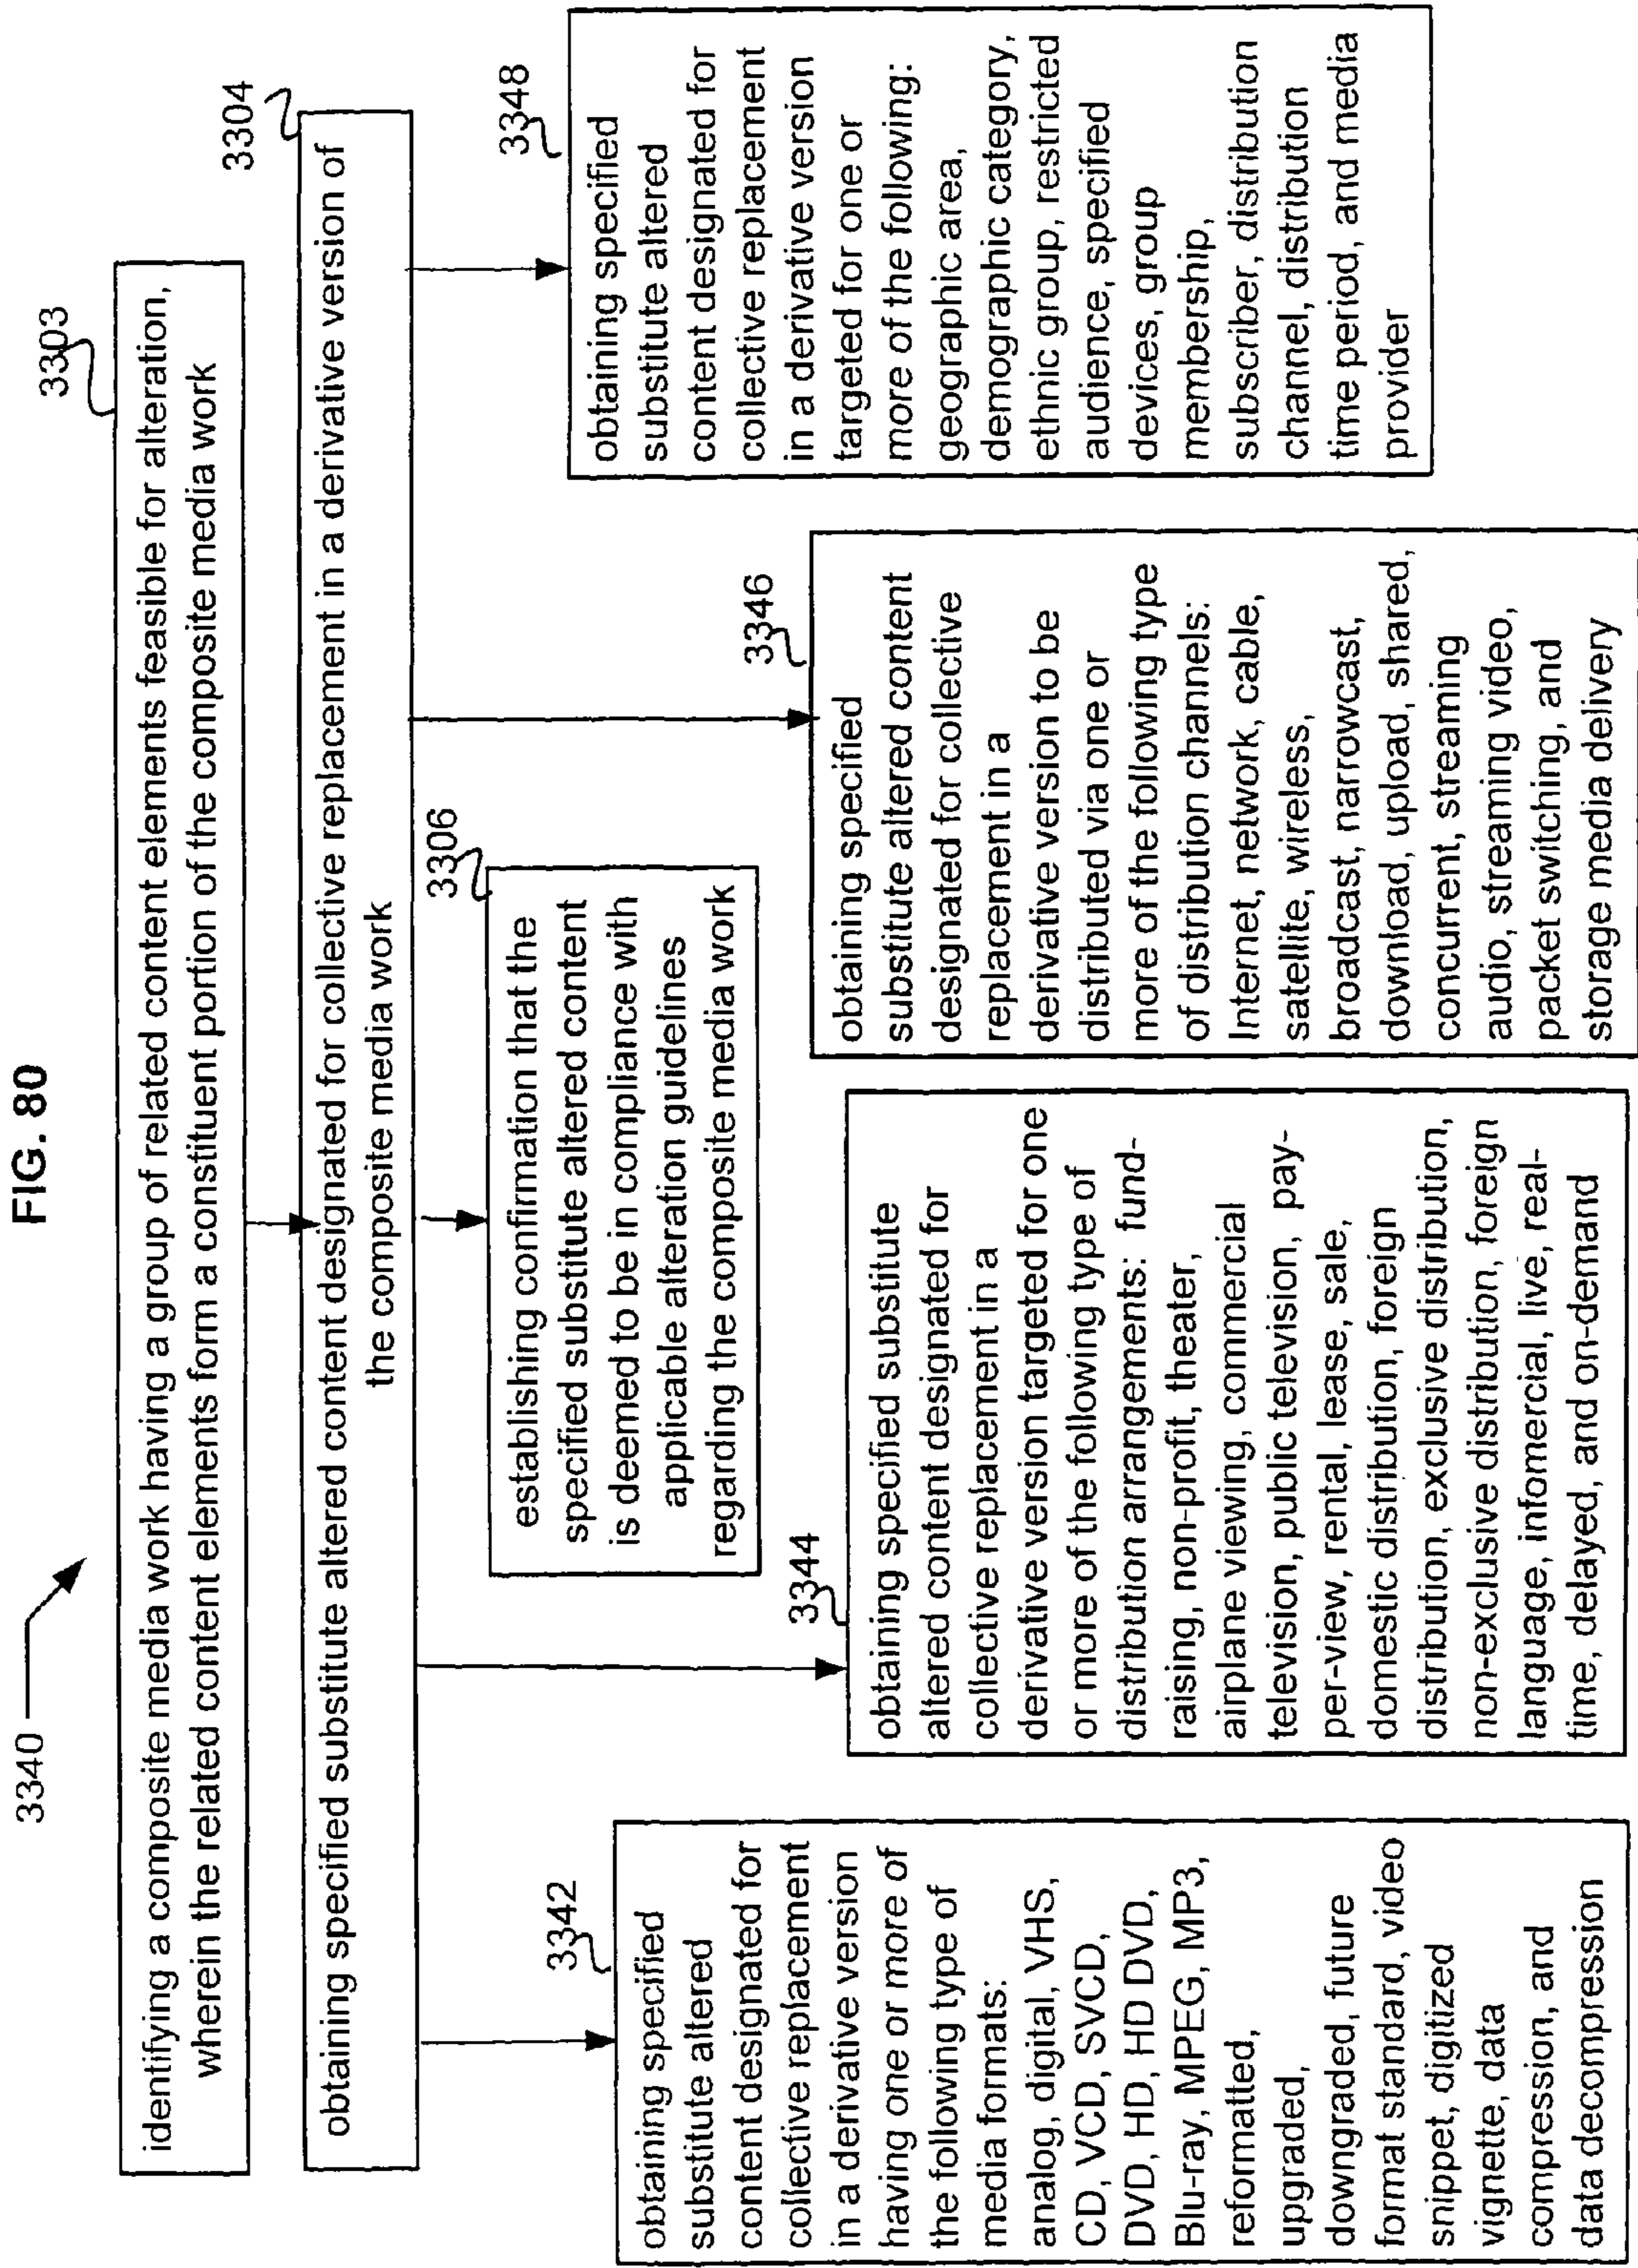 FIG. 80
3340
3303
identifying a composite media work having a group of related content elements feasible for alteration,
wherein the related content elements form a constituent portion of the composite media work
3304
obtaining specified substitute altered content designated for collective replacement in a derivative version of
the composite media work
3306
establishing confirmation that the
specified substitute altered content
is deemed to be in compliance with
applicable alteration guidelines
regarding the composite media work
3342
obtaining specified
substitute altered
content designated for
collective replacement
in a derivative version
having one or more of
the following type of
media formats:
analog, digital, VHS,
CD, VCD, SVCD,
DVD, HD, HD DVD,
Blu-ray, MPEG, MP3,
reformatted,
upgraded,
downgraded, future
format standard, video
snippet, digitized
vignette, data
compression, and
data decompression
3344
obtaining specified substitute
altered content designated for
collective replacement in a
derivative version targeted for one
or more of the following type of
distribution arrangements: fund-
raising, non-profit, theater,
airplane viewing, commercial
television, public television, pay-
per-view, rental, lease, sale,
domestic distribution, foreign
distribution, exclusive distribution,
non-exclusive distribution, foreign
language, infomercial, live, real-
time, delayed, and on-demand
3346
obtaining specified
substitute altered content
designated for collective
replacement in a
derivative version to be
distributed via one or
more of the following type
of distribution channels:
Internet, network, cable,
satellite, wireless,
broadcast, narrowcast,
download, upload, shared,
concurrent, streaming
audio, streaming video,
packet switching, and
storage media delivery
3348
obtaining specified
substitute altered
content designated for
collective replacement
in a derivative version
targeted for one or
more of the following:
geographic area,
demographic category,
ethnic group, restricted
audience, specified
devices, group
membership,
subscriber, distribution
channel, distribution
time period, and media
provider